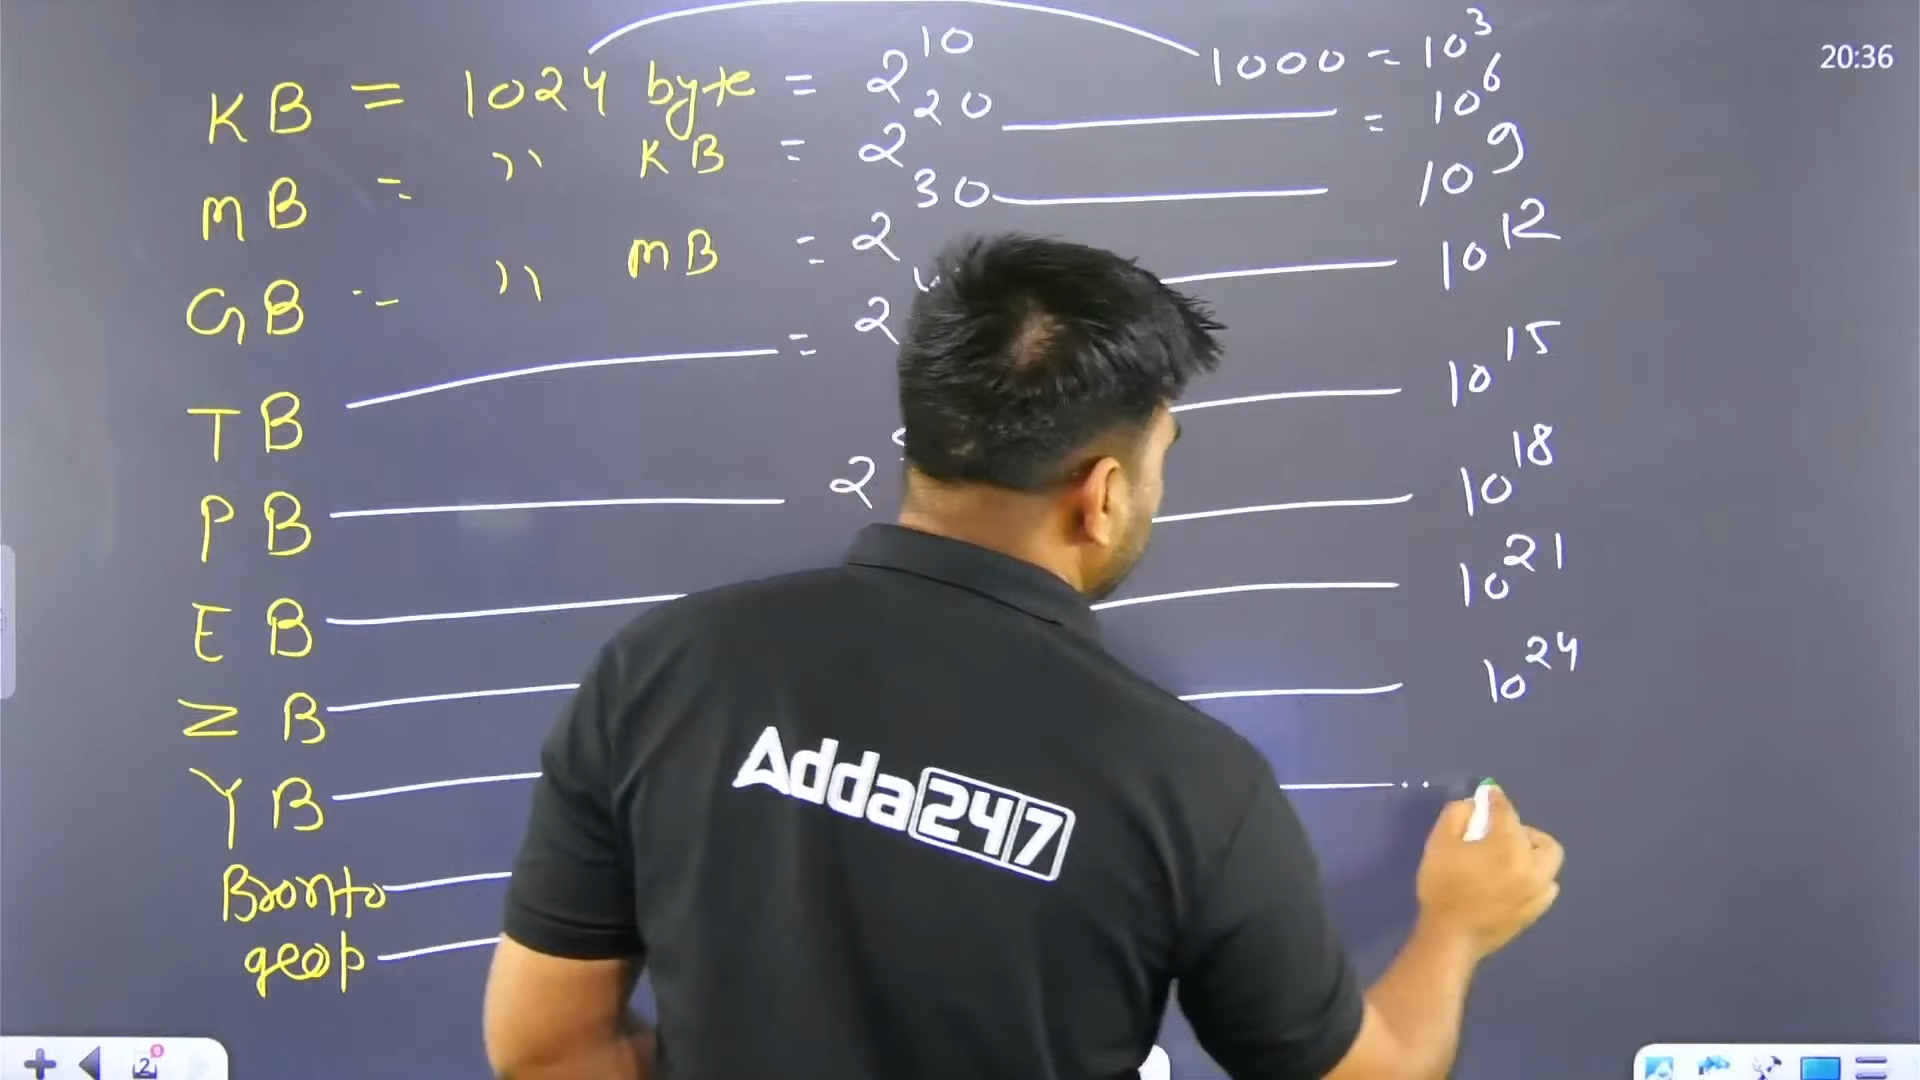 KB = 1024 byte = 2^10 1000 = 10^3
MB = " KB = 2^20 = 10^6
GB = " MB = 2^30 10^9
TB = 2 10^12
PB 2 10^15
EB 10^18
ZB 10^21
YB 10^24
Bronto
geop
20:36
Adda247
2